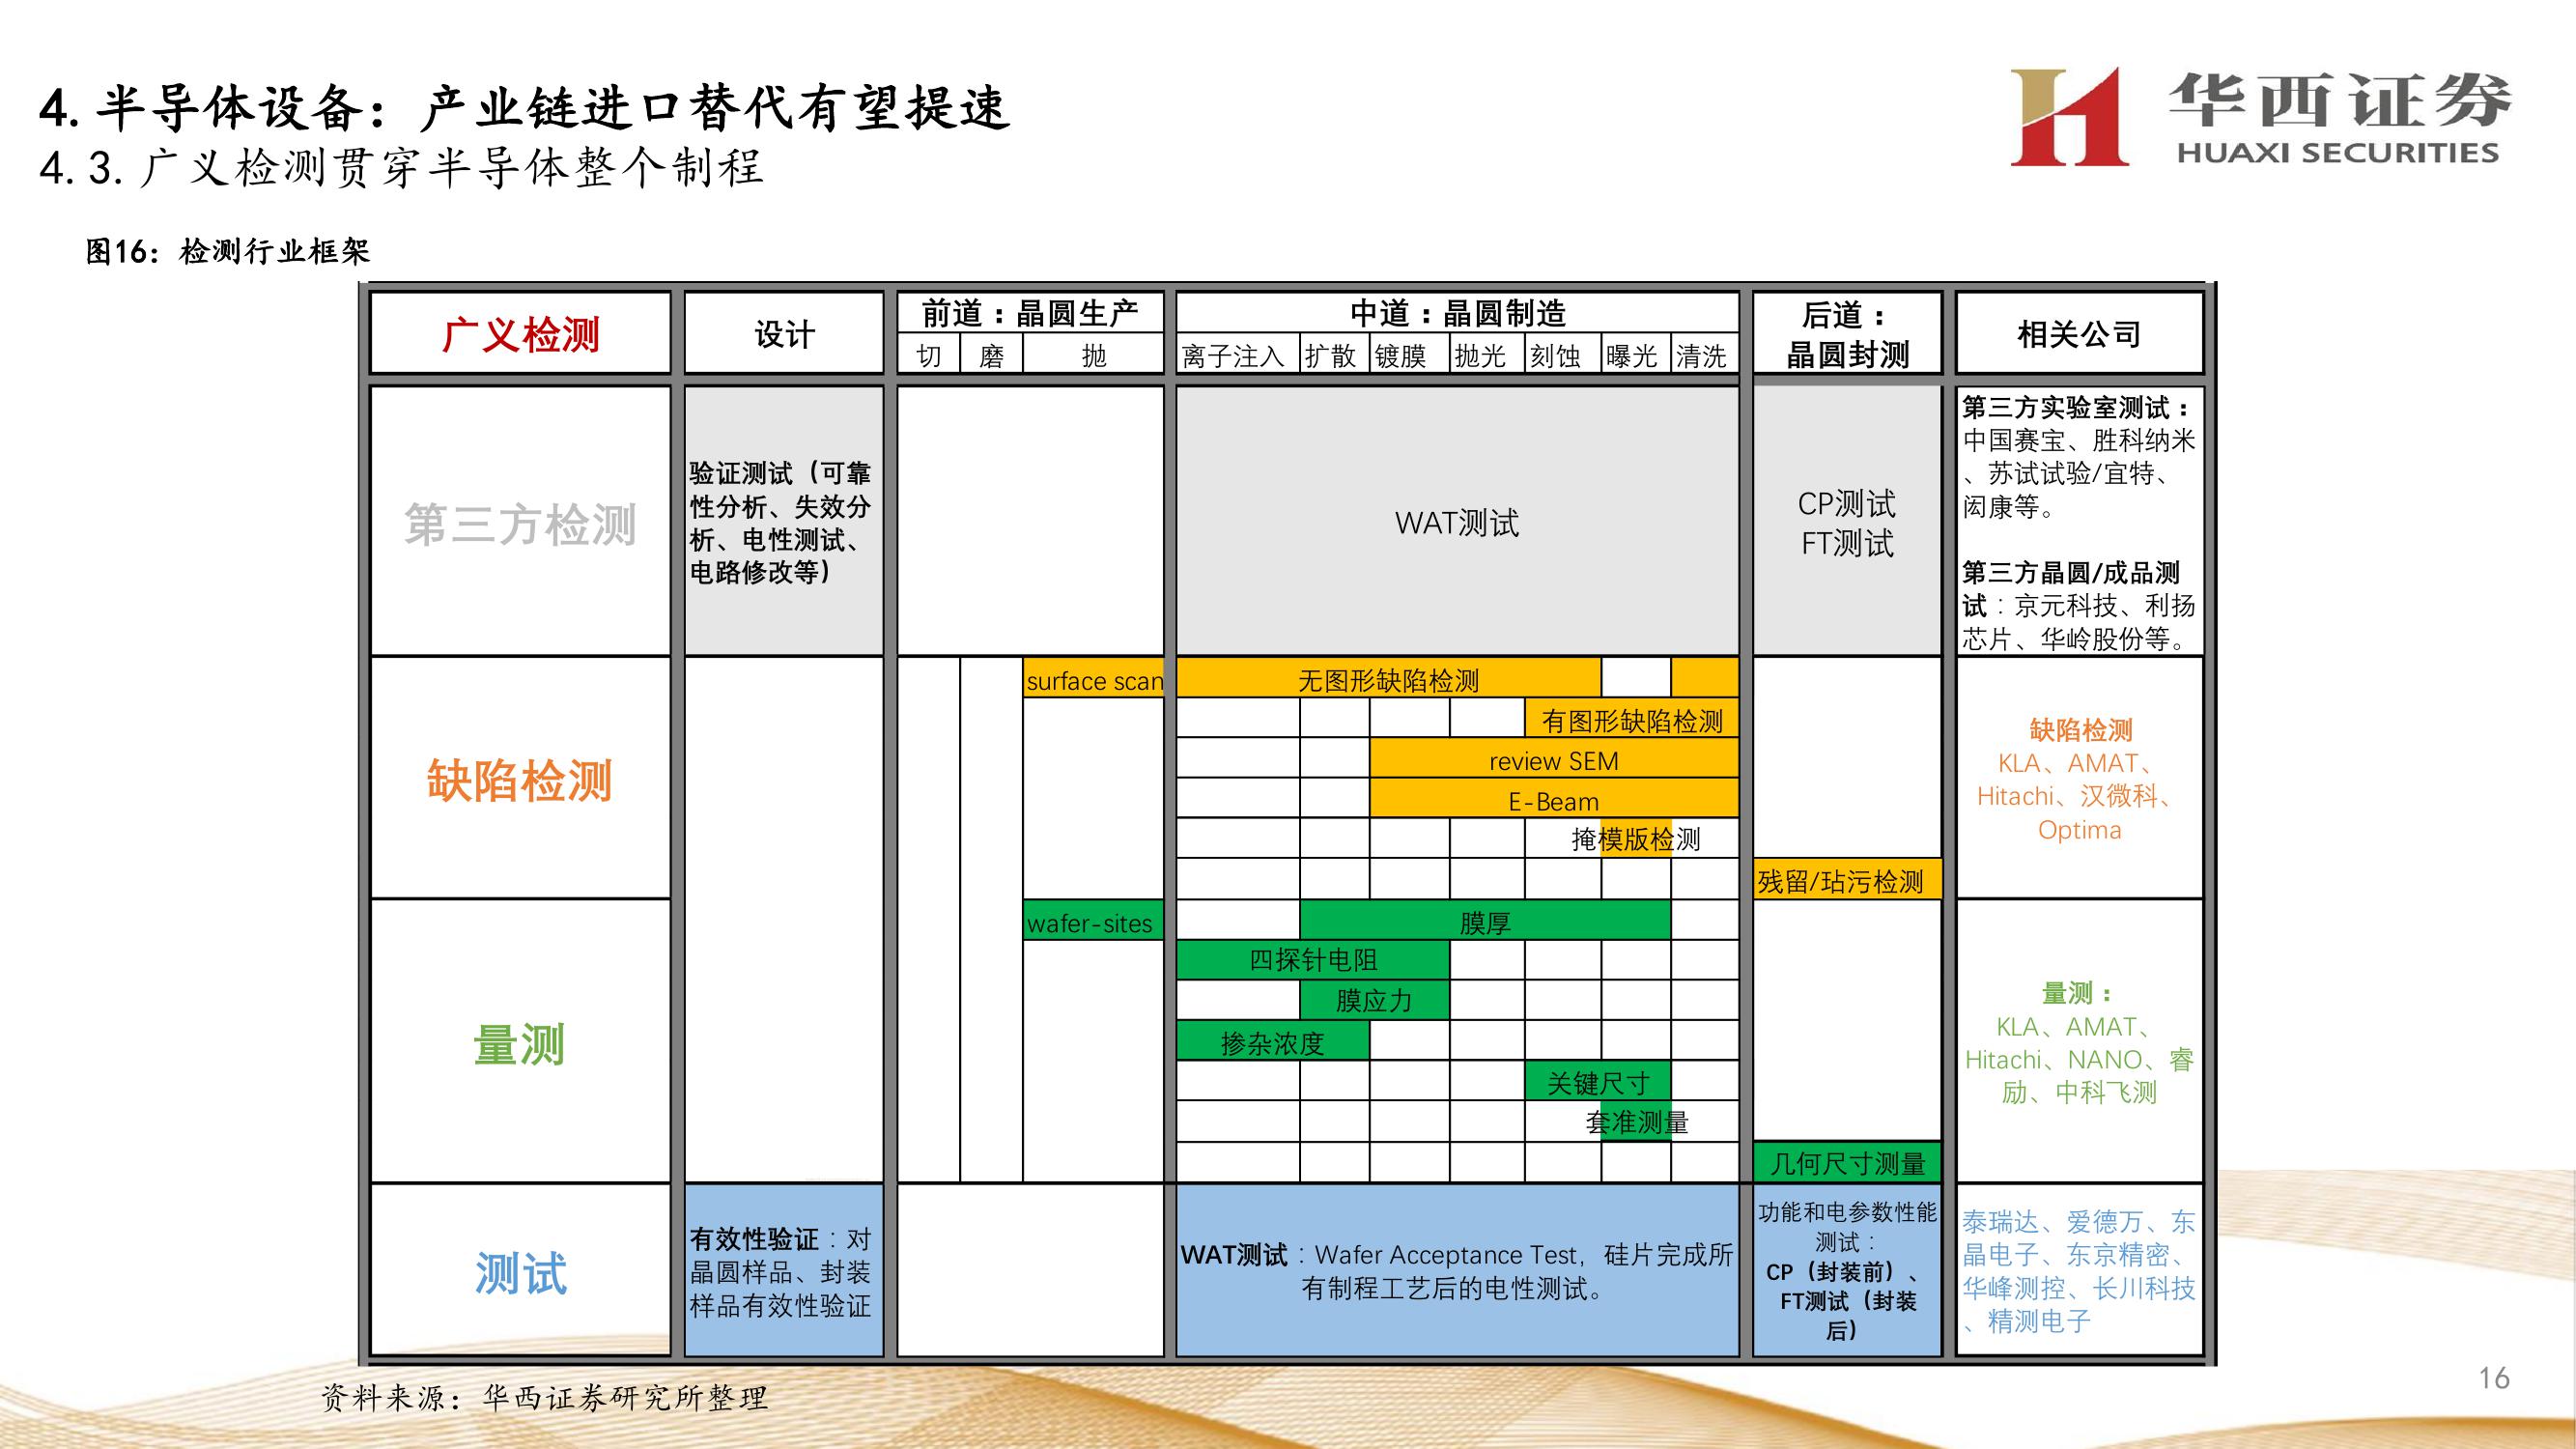 4. 半导体设备：产业链进口替代有望提速
4.3. 广义检测贯穿半导体整个制程
华西证券
HUAXI SECURITIES
图16：检测行业框架
广义检测
设计
前道：晶圆生产
切
磨
抛
中道：晶圆制造
离子注入
扩散
镀膜
抛光
刻蚀
曝光
清洗
后道：
晶圆封测
相关公司
第三方检测
验证测试（可靠
性分析、失效分
析、电性测试、
电路修改等）
WAT测试
CP测试
FT测试
第三方实验室测试：
中国赛宝、胜科纳米
、苏试试验/宜特、
闳康等。
第三方晶圆/成品测
试：京元科技、利扬
芯片、华岭股份等。
缺陷检测
surface scan
无图形缺陷检测
有图形缺陷检测
review SEM
E-Beam
掩模版检测
残留/玷污检测
缺陷检测
KLA、AMAT、
Hitachi、汉微科、
Optima
量测
wafer-sites
膜厚
四探针电阻
膜应力
掺杂浓度
关键尺寸
套准测量
几何尺寸测量
量测：
KLA、AMAT、
Hitachi、NANO、睿
励、中科飞测
测试
有效性验证：对
晶圆样品、封装
样品有效性验证
WAT测试：Wafer Acceptance Test，硅片完成所
有制程工艺后的电性测试。
功能和电参数性能
测试：
CP（封装前）、
FT测试（封装
后）
泰瑞达、爱德万、东
晶电子、东京精密、
华峰测控、长川科技
、精测电子
资料来源：华西证券研究所整理
16